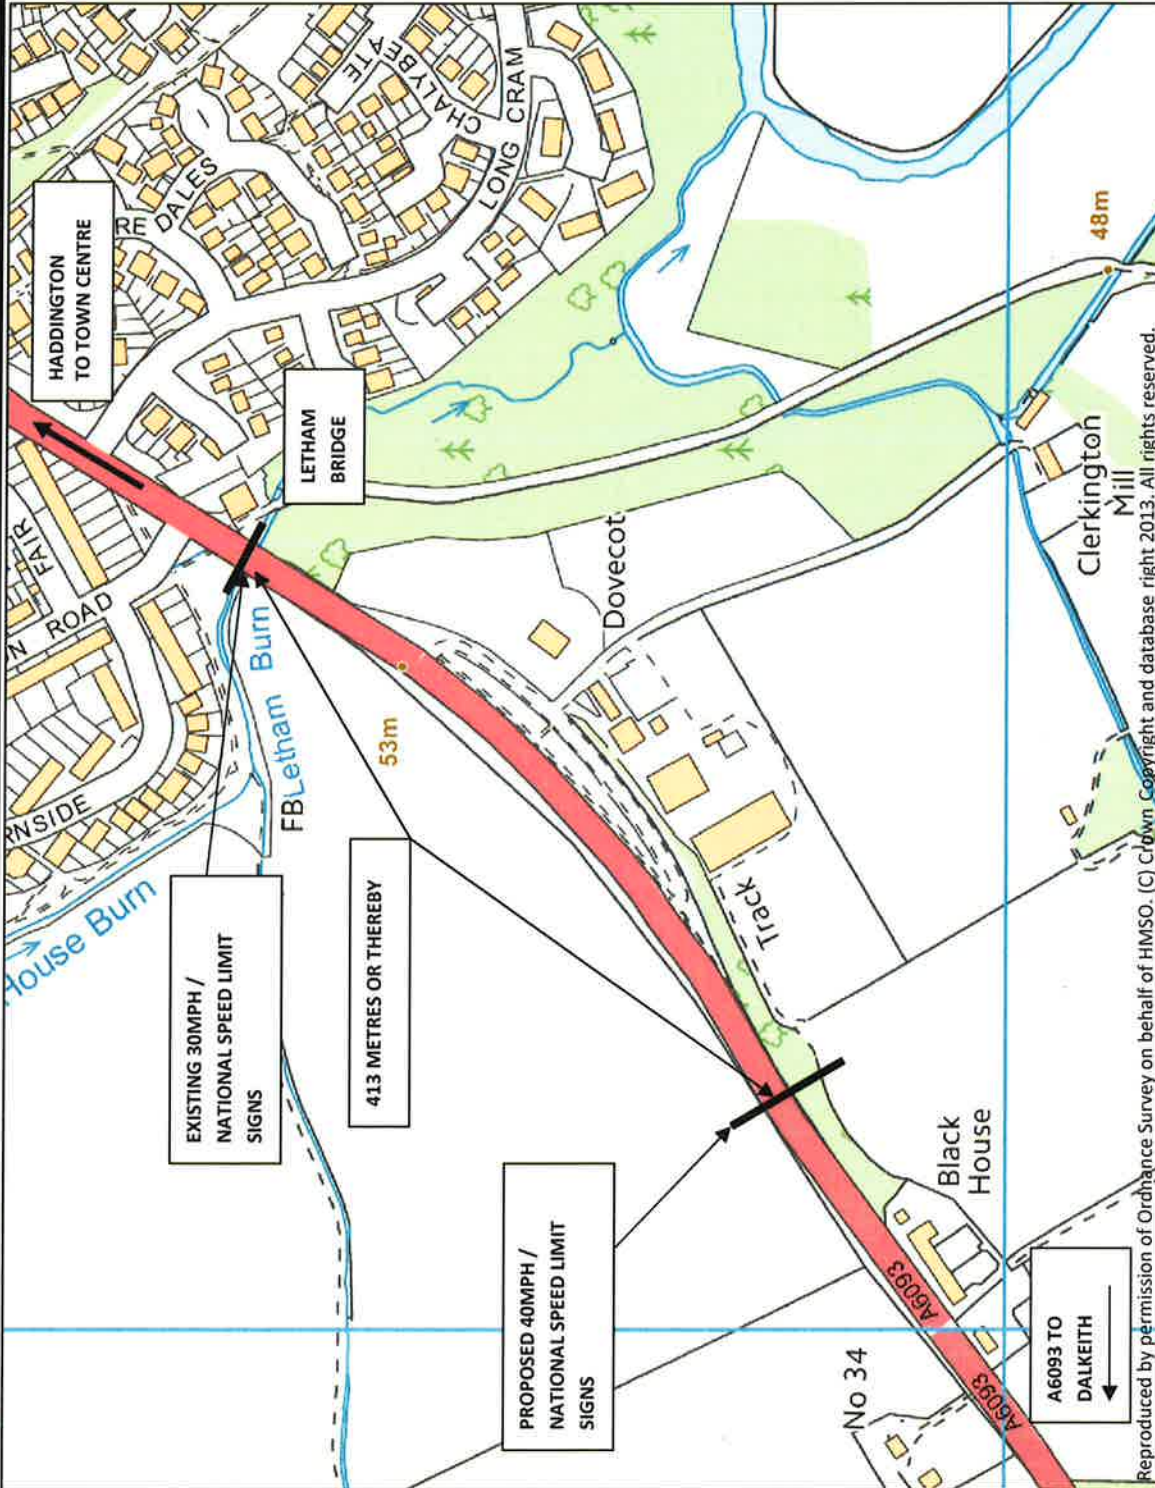 HADDINGTON
TO TOWN CENTRE
RE DALES
CHALYBEATE
LONG CRAM
FAIR
N ROAD
RNSIDE
LETHAM
BRIDGE
Letham Burn
FB
House Burn
53m
48m
Dovecot
Clerkington
Mill
Track
EXISTING 30MPH /
NATIONAL SPEED LIMIT
SIGNS
413 METRES OR THEREBY
PROPOSED 40MPH /
NATIONAL SPEED LIMIT
SIGNS
Black
House
No 34
A6093
A6093
A6093 TO
DALKEITH
Reproduced by permission of Ordnance Survey on behalf of HMSO. (C) Crown Copyright and database right 2013. All rights reserved.